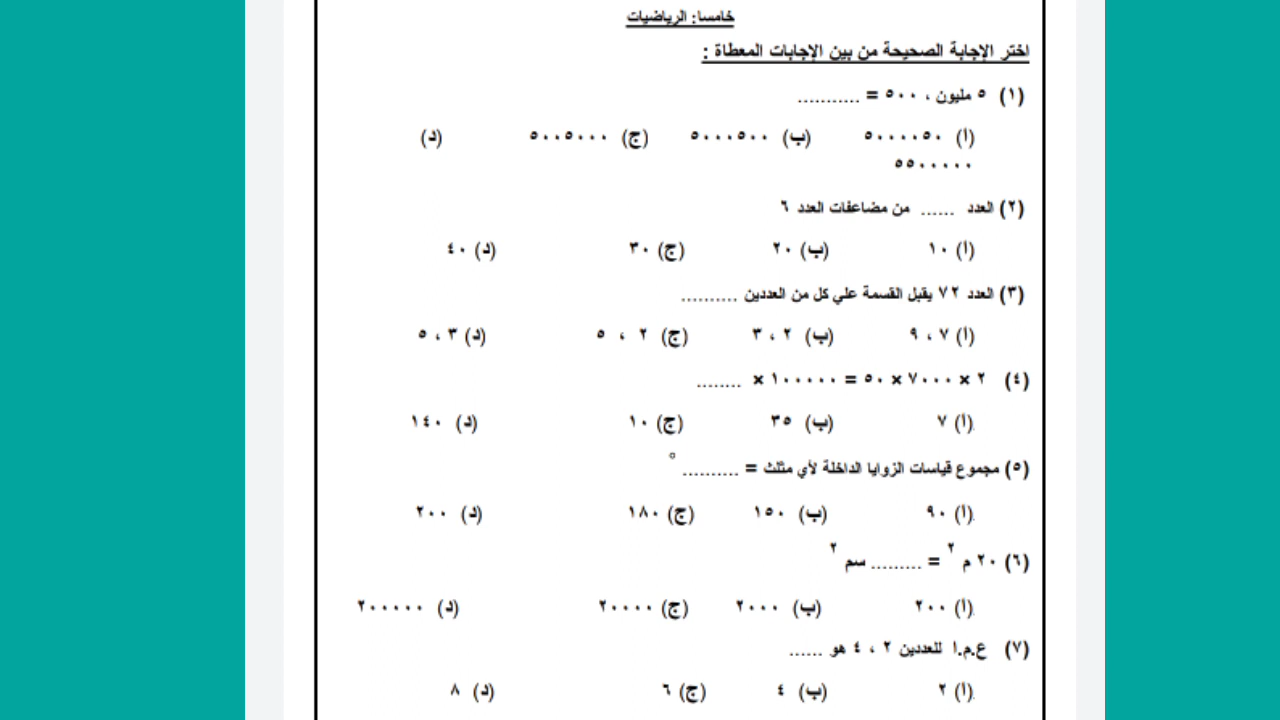 خامسا: الرياضيات
اختر الإجابة الصحيحة من بين الإجابات المعطاة :
(١) ٥ مليون ، ٥٠٠ = ...........
(أ) ٥٠٠٠٠٥٠ (ب) ٥٠٠٠٥٠٠ (ج) ٥٠٠٥٠٠٠ (د)
٥٥٠٠٠٠٠
(٢) العدد ...... من مضاعفات العدد ٦
(أ) ١٠ (ب) ٢٠ (ج) ٣٠ (د) ٤٠
(٣) العدد ٧٢ يقبل القسمة علي كل من العددين ..........
(أ) ٧ ، ٩ (ب) ٢ ، ٣ (ج) ٢ ، ٥ (د) ٣ ، ٥
(٤) ٢ × ٧٠٠٠ × ٥٠ = ١٠٠٠٠٠ × ........
(أ) ٧ (ب) ٣٥ (ج) ١٠ (د) ١٤٠
(٥) مجموع قياسات الزوايا الداخلة لأي مثلث = .......... °
(أ) ٩٠ (ب) ١٥٠ (ج) ١٨٠ (د) ٢٠٠
(٦) ٢٠ م ٢ = ......... سم ٢
(أ) ٢٠٠ (ب) ٢٠٠٠ (ج) ٢٠٠٠٠ (د) ٢٠٠٠٠٠
(٧) ع.م.ا للعددين ٢ ، ٤ هو ......
(أ) ٢ (ب) ٤ (ج) ٦ (د) ٨